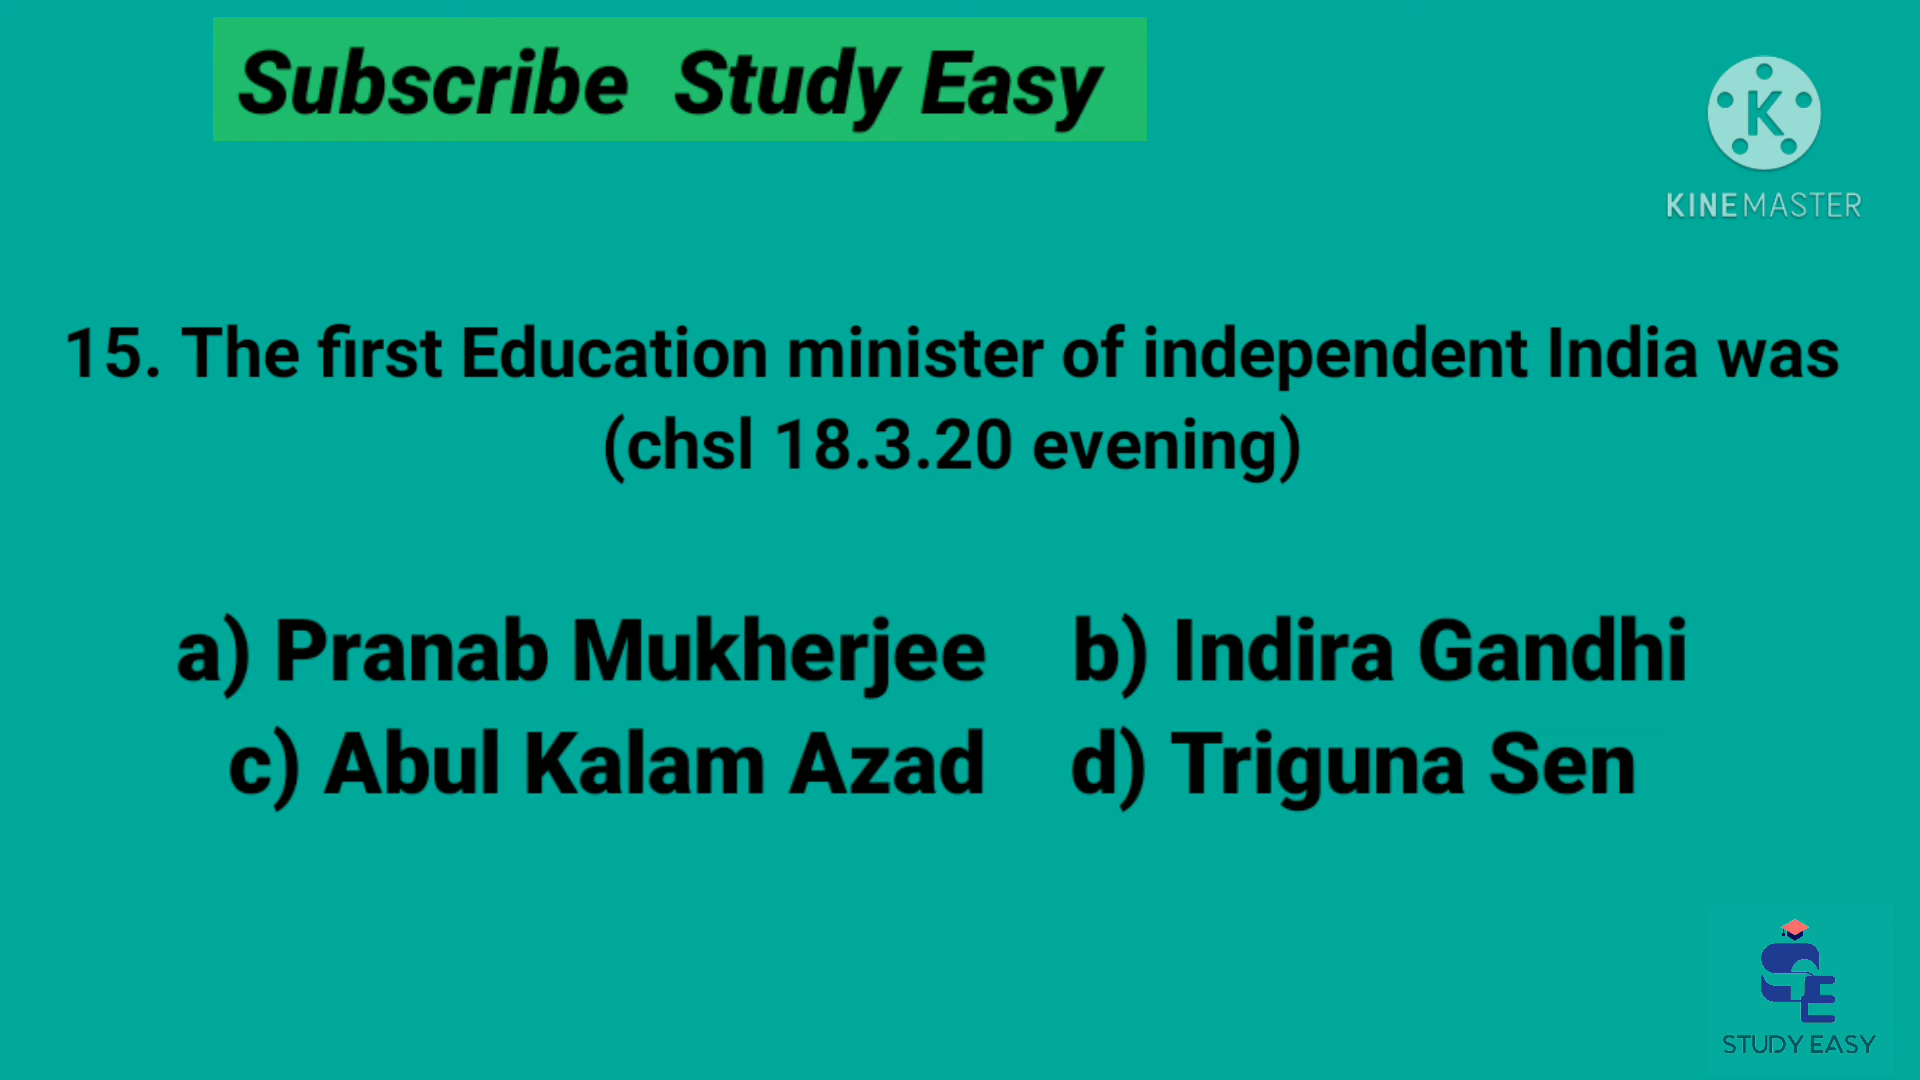 Subscribe Study Easy
KINEMASTER
15. The first Education minister of independent India was
(chsl 18.3.20 evening)
a) Pranab Mukherjee b) Indira Gandhi
c) Abul Kalam Azad d) Triguna Sen
STUDY EASY